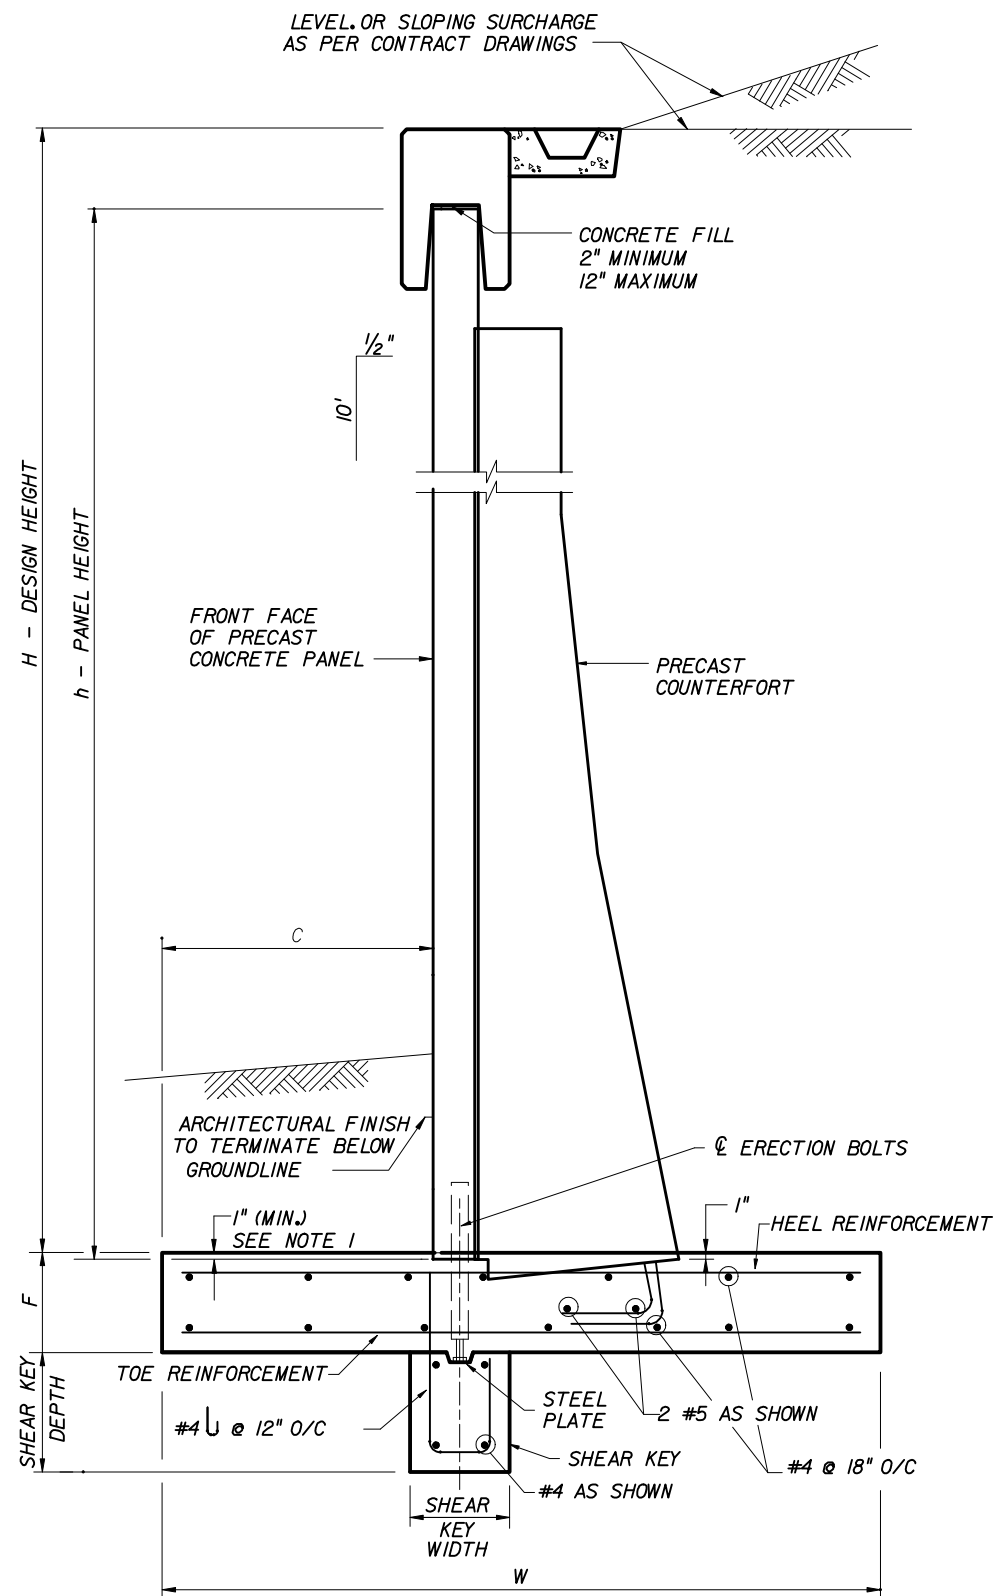 LEVEL OR SLOPING SURCHARGE
AS PER CONTRACT DRAWINGS
CONCRETE FILL
2" MINIMUM
12" MAXIMUM
1/2"
10'
H - DESIGN HEIGHT
h - PANEL HEIGHT
FRONT FACE
OF PRECAST
CONCRETE PANEL
PRECAST
COUNTERFORT
C
ARCHITECTURAL FINISH
TO TERMINATE BELOW
GROUNDLINE
℄ ERECTION BOLTS
1" (MIN.)
SEE NOTE 1
1"
HEEL REINFORCEMENT
F
TOE REINFORCEMENT
SHEAR KEY
DEPTH
#4 @ 12" O/C
STEEL
PLATE
2 #5 AS SHOWN
SHEAR KEY
#4 @ 18" O/C
#4 AS SHOWN
SHEAR
KEY
WIDTH
W